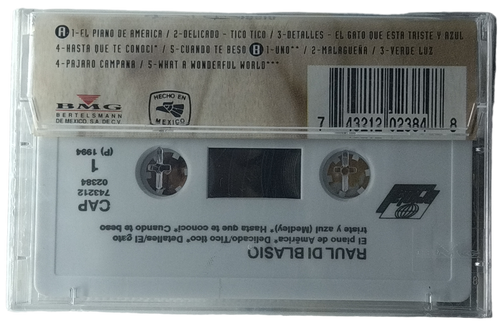 A 1-EL PIANO DE AMERICA / 2-DELICADO - TICO TICO / 3-DETALLES - EL GATO QUE ESTA TRISTE Y AZUL
4-HASTA QUE TE CONOCI* / 5-CUANDO TE BESO B 1-UNO** / 2-MALAGUEÑA / 3-VERDE LUZ
4-PAJARO CAMPANA / 5-WHAT A WONDERFUL WORLD***
BMG
BERTELSMANN
DE MEXICO, S.A. DE C.V.
HECHO EN
MEXICO
7 43212 02384 8
RAUL DI BLASIO
El Piano de América* Delicado/Tico tico* Detalles/El gato
triste y azul (Medley)* Hasta que te conocí* Cuando te beso
CAP
743212
02384
1
(P) 1994